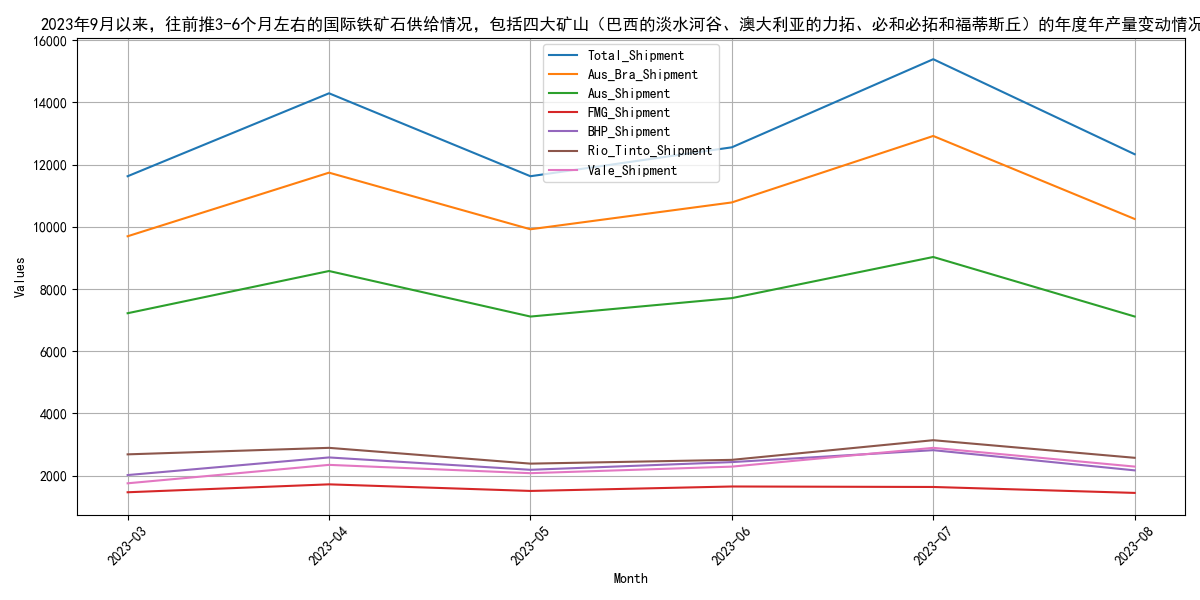 2023年9月以来，往前推3-6个月左右的国际铁矿石供给情况，包括四大矿山（巴西的淡水河谷、澳大利亚的力拓、必和必拓和福蒂斯丘）的年度年产量变动情况
16000
14000
12000
10000
8000
6000
4000
2000
Values
Total_Shipment
Aus_Bra_Shipment
Aus_Shipment
FMG_Shipment
BHP_Shipment
Rio_Tinto_Shipment
Vale_Shipment
2023-03
2023-04
2023-05
2023-06
2023-07
2023-08
Month